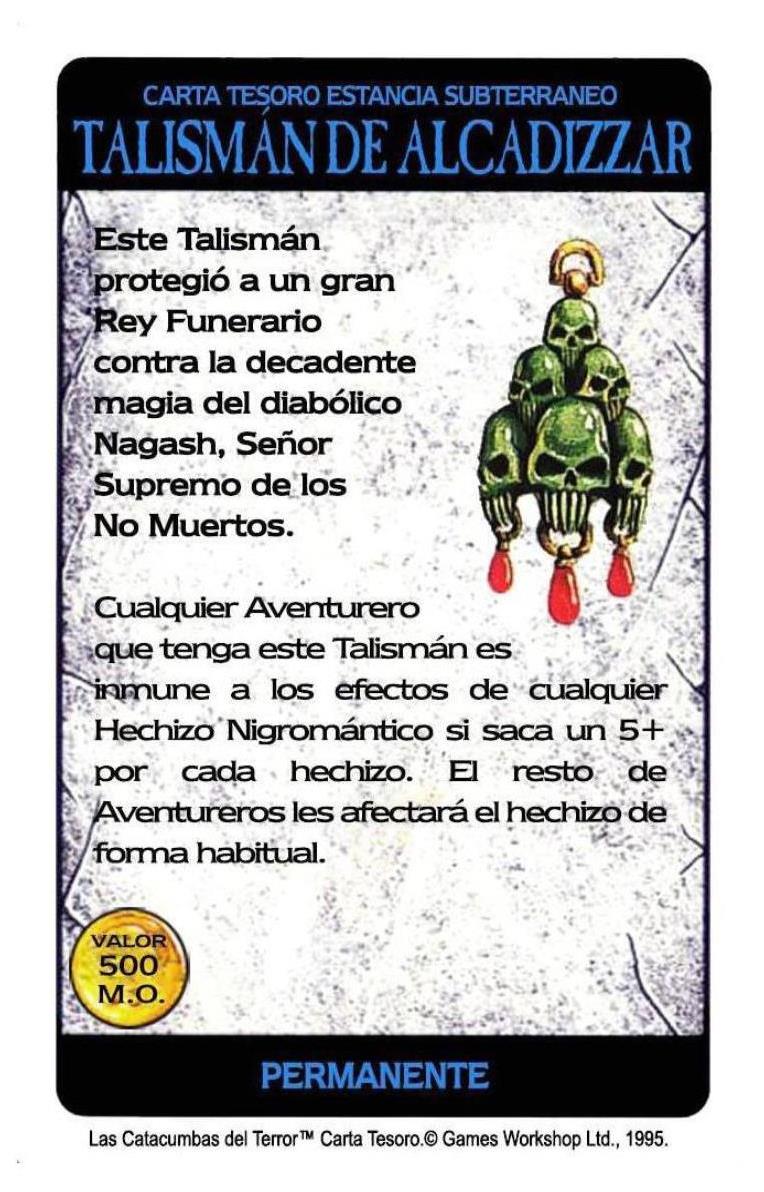 CARTA TESORO ESTANCIA SUBTERRANEO
TALISMÁN DE ALCADIZZAR
Este Talismán
protegió a un gran
Rey Funerario
contra la decadente
magia del diabólico
Nagash, Señor
Supremo de los
No Muertos.
Cualquier Aventurero
que tenga este Talismán es
inmune a los efectos de cualquier
Hechizo Nigromántico si saca un 5+
por cada hechizo. El resto de
Aventureros les afectará el hechizo de
forma habitual.
VALOR
500
M.O.
PERMANENTE
Las Catacumbas del Terror™ Carta Tesoro.© Games Workshop Ltd., 1995.